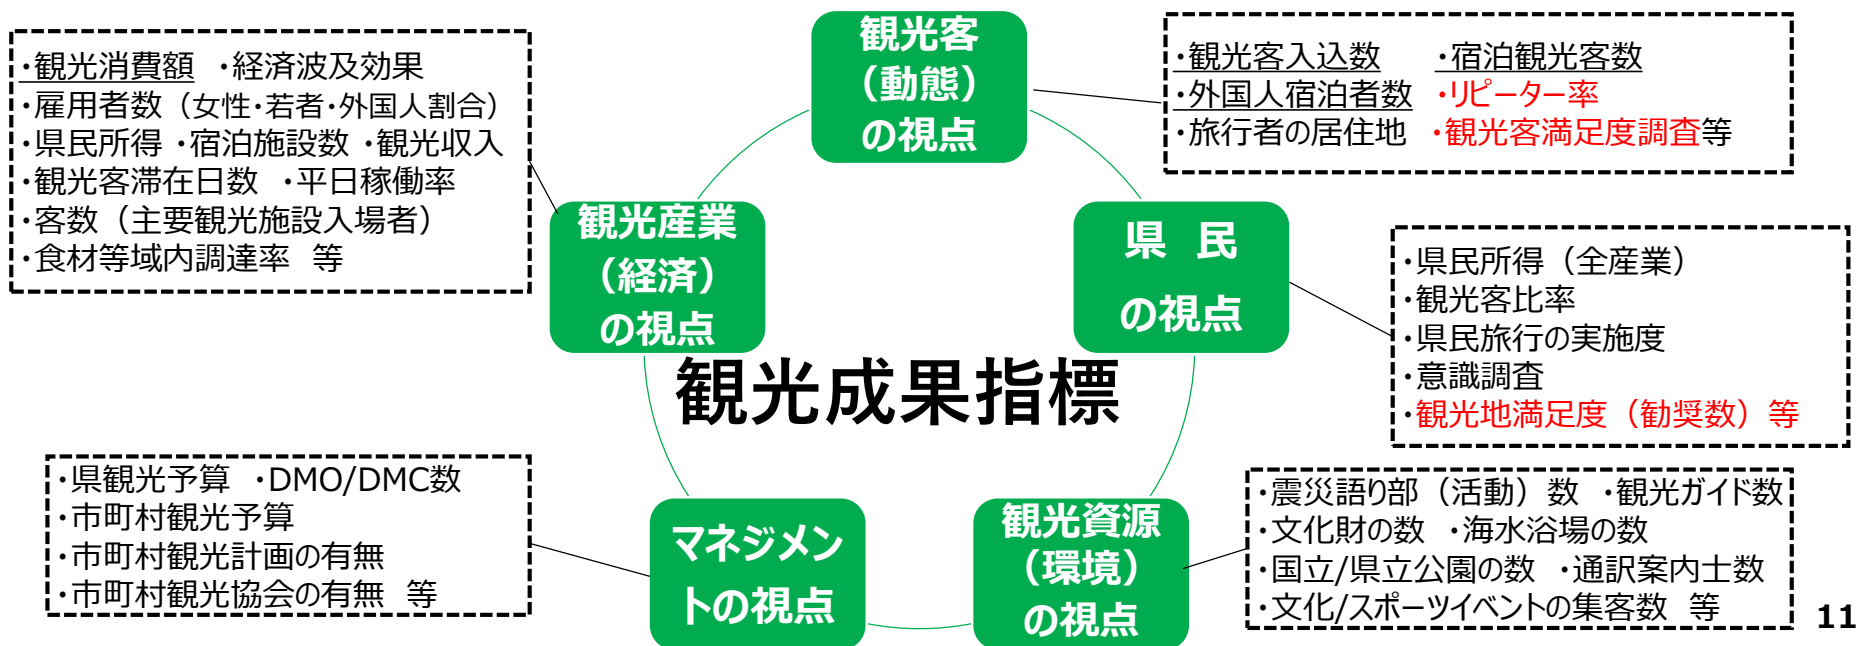 観光客
（動態）
の視点
・観光客入込数　・宿泊観光客数
・外国人宿泊者数　・リピーター率
・旅行者の居住地　・観光客満足度調査等
・観光消費額　・経済波及効果
・雇用者数（女性・若者・外国人割合）
・県民所得 ・宿泊施設数 ・観光収入
・観光客滞在日数　・平日稼働率
・客数（主要観光施設入場者）
・食材等域内調達率　等
観光産業
（経済）
の視点
県　民
の視点
・県民所得（全産業）
・観光客比率
・県民旅行の実施度
・意識調査
・観光地満足度（勧奨数）等
観光成果指標
・県観光予算　・DMO/DMC数
・市町村観光予算
・市町村観光計画の有無
・市町村観光協会の有無　等
マネジメン
トの視点
観光資源
（環境）
の視点
・震災語り部（活動）数　・観光ガイド数
・文化財の数　・海水浴場の数
・国立/県立公園の数　・通訳案内士数
・文化/スポーツイベントの集客数　等
11